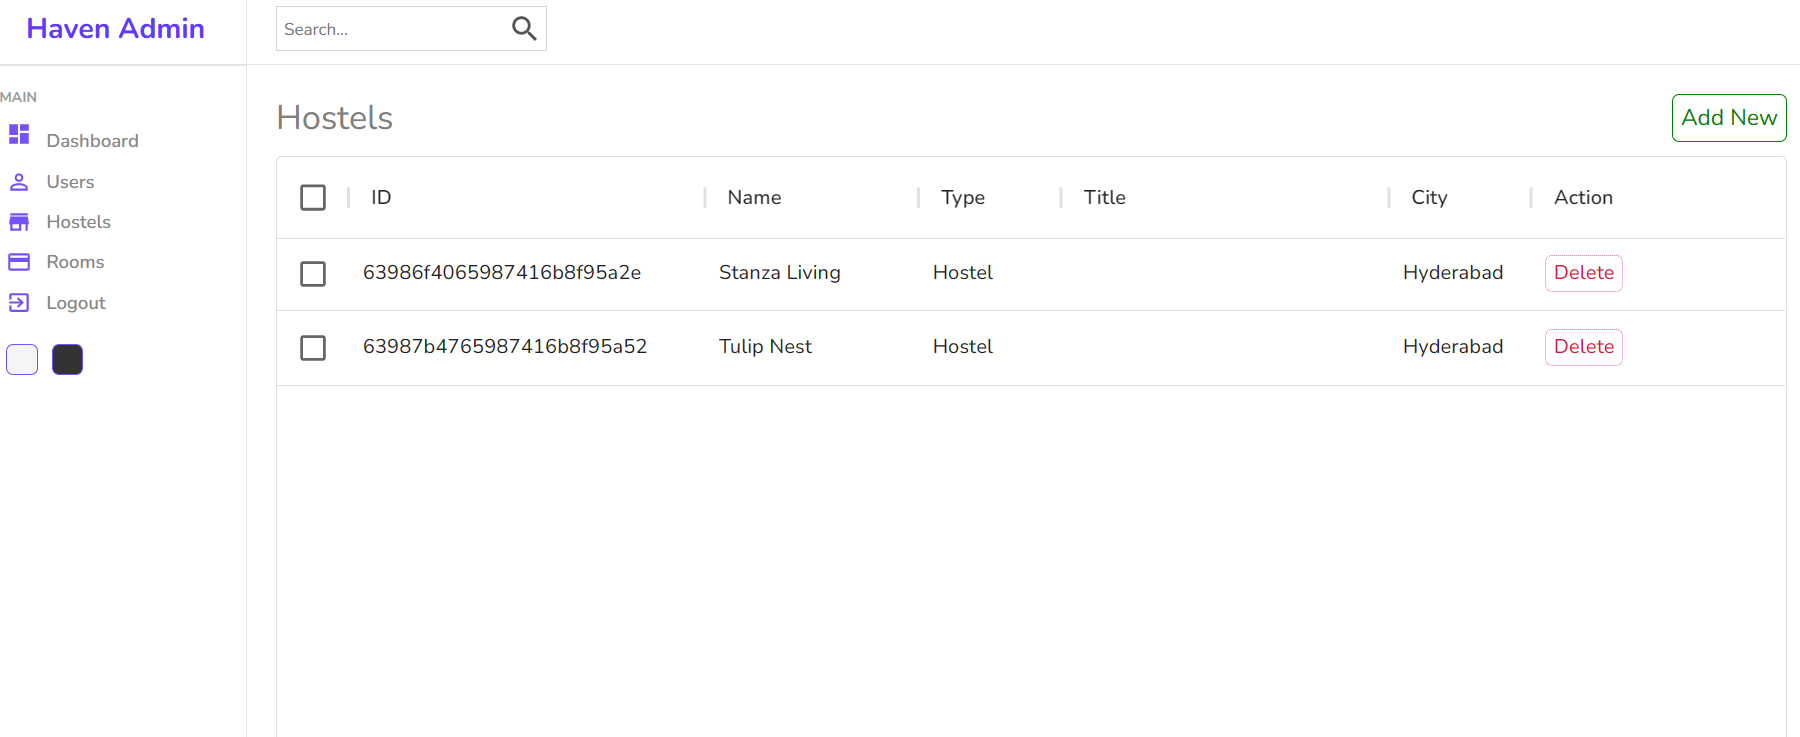 Haven Admin
Search...
MAIN
Dashboard
Users
Hostels
Rooms
Logout
Hostels
Add New
ID Name Type Title City Action
63986f4065987416b8f95a2e Stanza Living Hostel Hyderabad Delete
63987b4765987416b8f95a52 Tulip Nest Hostel Hyderabad Delete